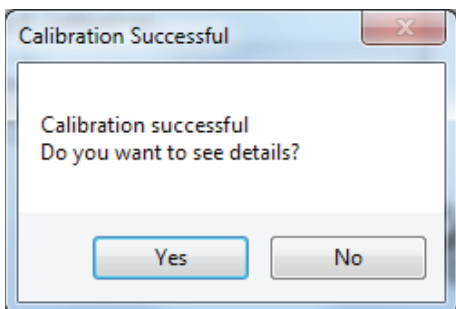 Calibration Successful
Calibration successful
Do you want to see details?
Yes
No